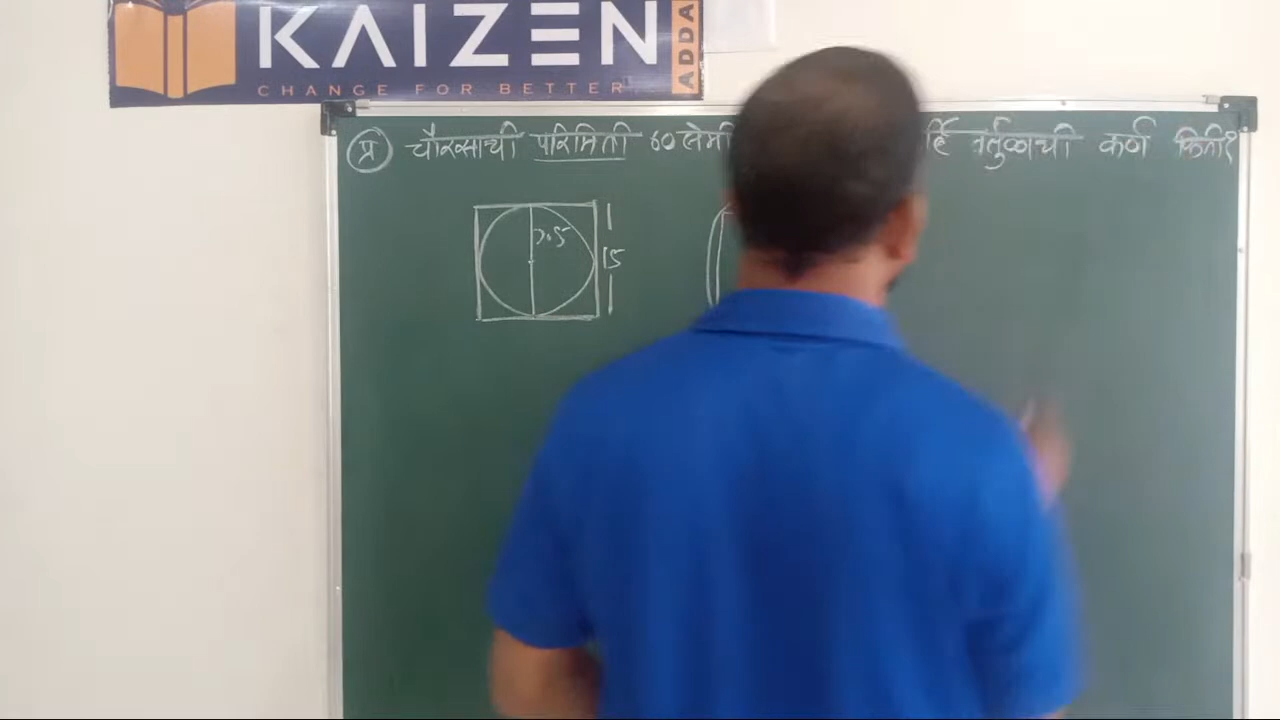 KAIZEN
ADDA
CHANGE FOR BETTER
प्र चौरसाची परिमिती 60 सेमी र्तुळाची कर्ण किती?
7.5
15